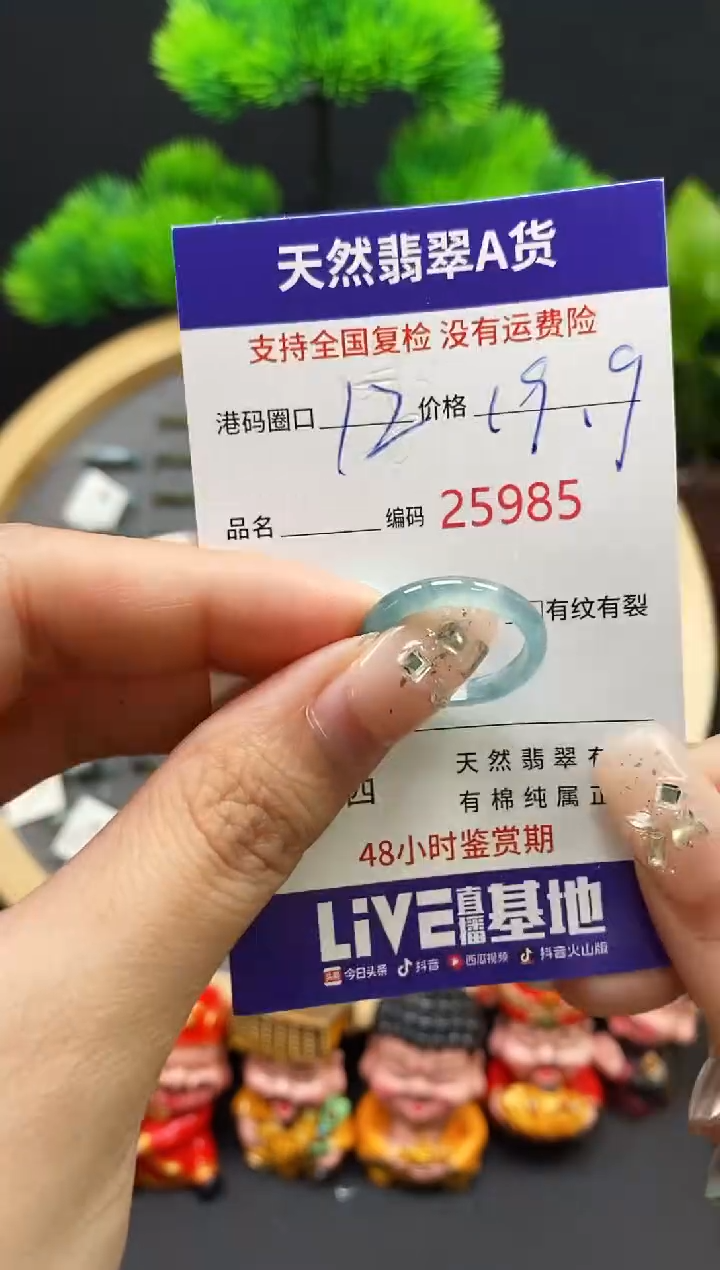 天然翡翠A货
支持全国复检 没有运费险
港码圈口 12 价格 19.9
品名 编码 25985
有纹有裂
天然翡翠有
四 有棉纯属正
48小时鉴赏期
LiVE直播基地
头条 今日头条 抖音 西瓜视频 抖音火山版